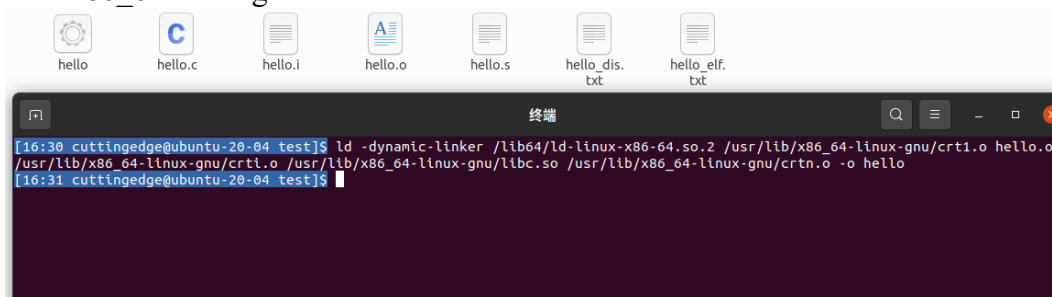 hello
hello.c
hello.i
hello.o
hello.s
hello_dis.
txt
hello_elf.
txt
终端
[16:30 cuttingedge@ubuntu-20-04 test]$ ld -dynamic-linker /lib64/ld-linux-x86-64.so.2 /usr/lib/x86_64-linux-gnu/crt1.o hello.o
/usr/lib/x86_64-linux-gnu/crti.o /usr/lib/x86_64-linux-gnu/libc.so /usr/lib/x86_64-linux-gnu/crtn.o -o hello
[16:31 cuttingedge@ubuntu-20-04 test]$